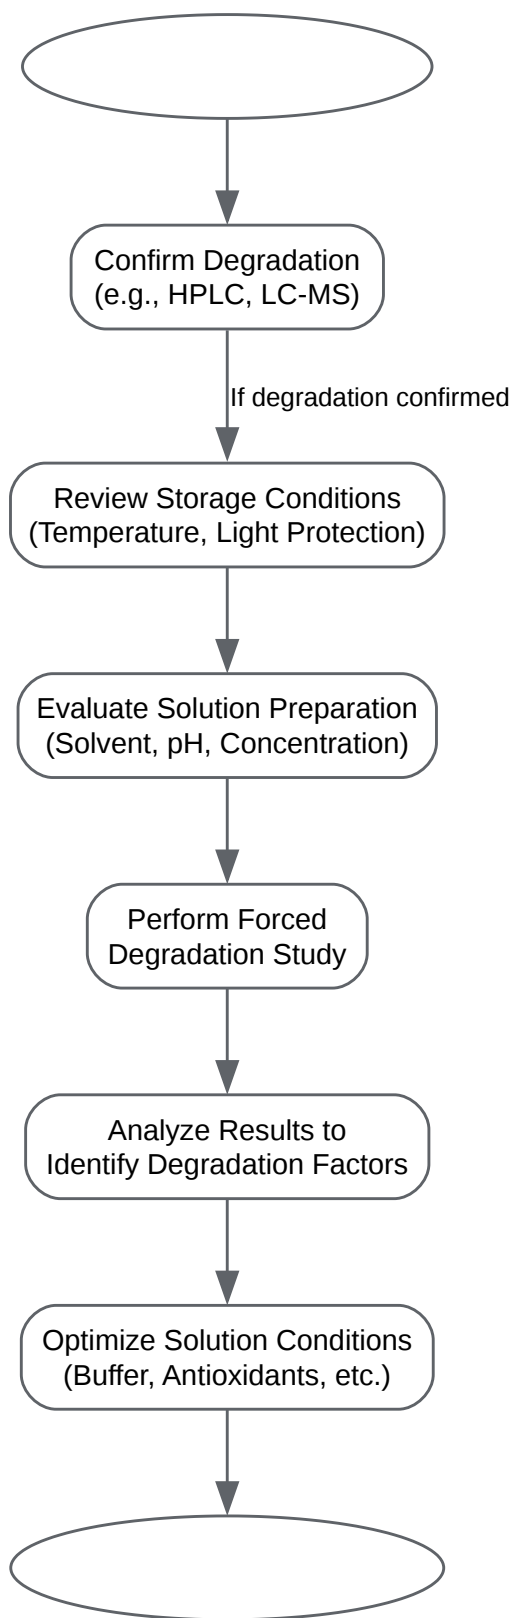 Confirm Degradation
(e.g., HPLC, LC-MS)
If degradation confirmed
Review Storage Conditions
(Temperature, Light Protection)
Evaluate Solution Preparation
(Solvent, pH, Concentration)
Perform Forced
Degradation Study
Analyze Results to
Identify Degradation Factors
Optimize Solution Conditions
(Buffer, Antioxidants, etc.)